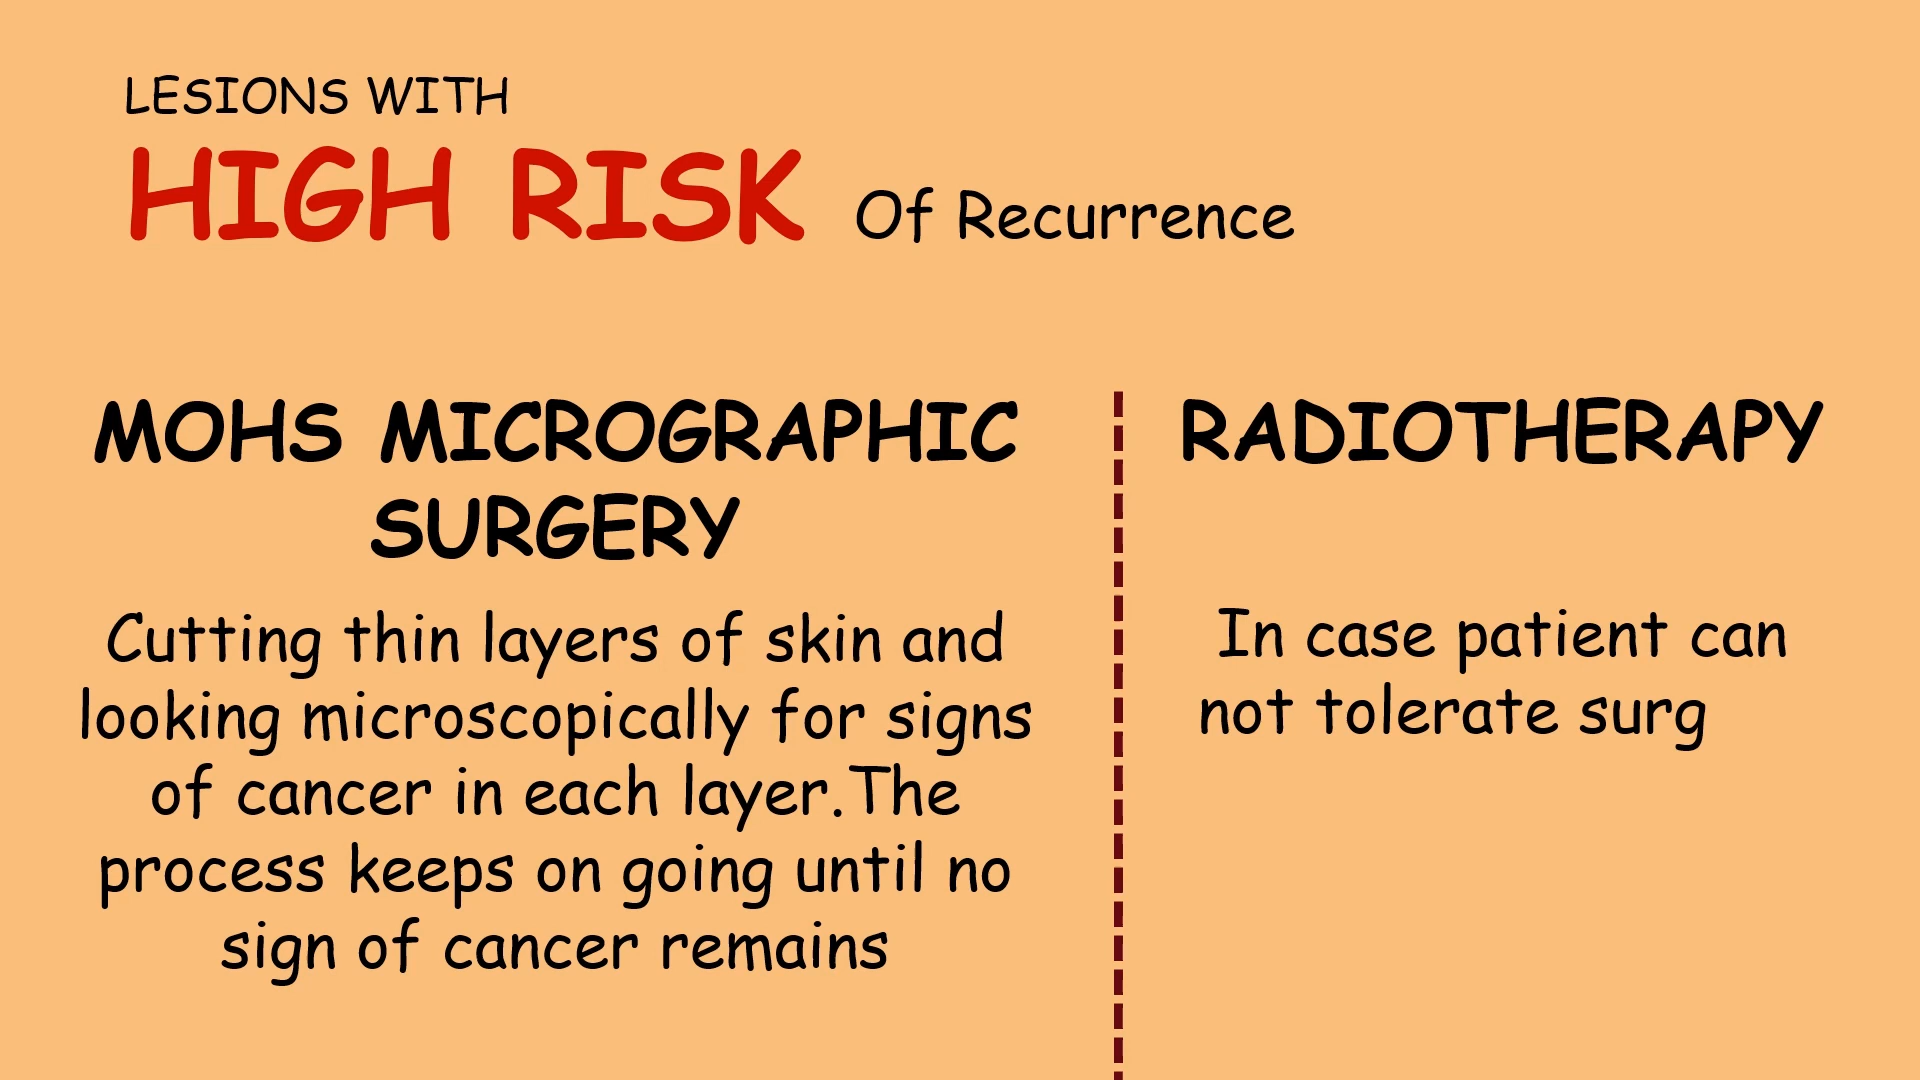 LESIONS WITH
HIGH RISK Of Recurrence
MOHS MICROGRAPHIC
SURGERY
Cutting thin layers of skin and
looking microscopically for signs
of cancer in each layer.The
process keeps on going until no
sign of cancer remains
RADIOTHERAPY
In case patient can
not tolerate surg